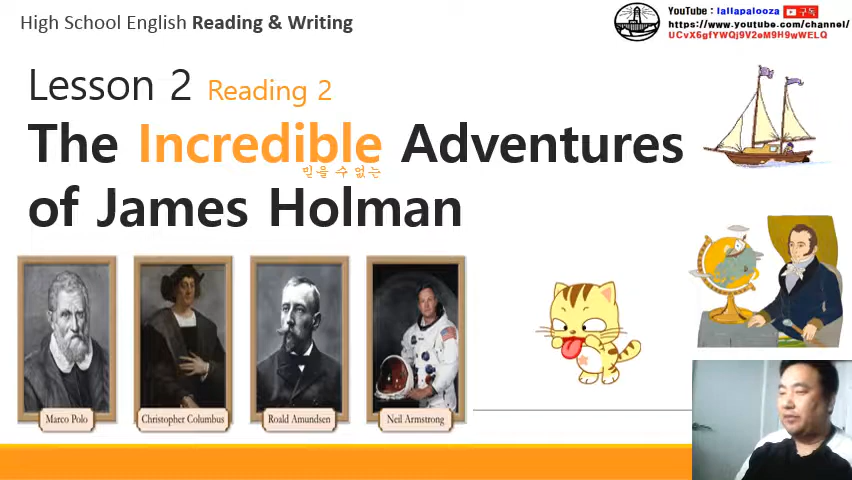 High School English Reading & Writing
YouTube : lallapalooza 구독
https://www.youtube.com/channel/
UCvX6gfYWQj9V2eM9H9wWELQ
Lesson 2 Reading 2
The Incredible Adventures
믿을 수 없는
of James Holman
Marco Polo
Christopher Columbus
Roald Amundsen
Neil Armstrong